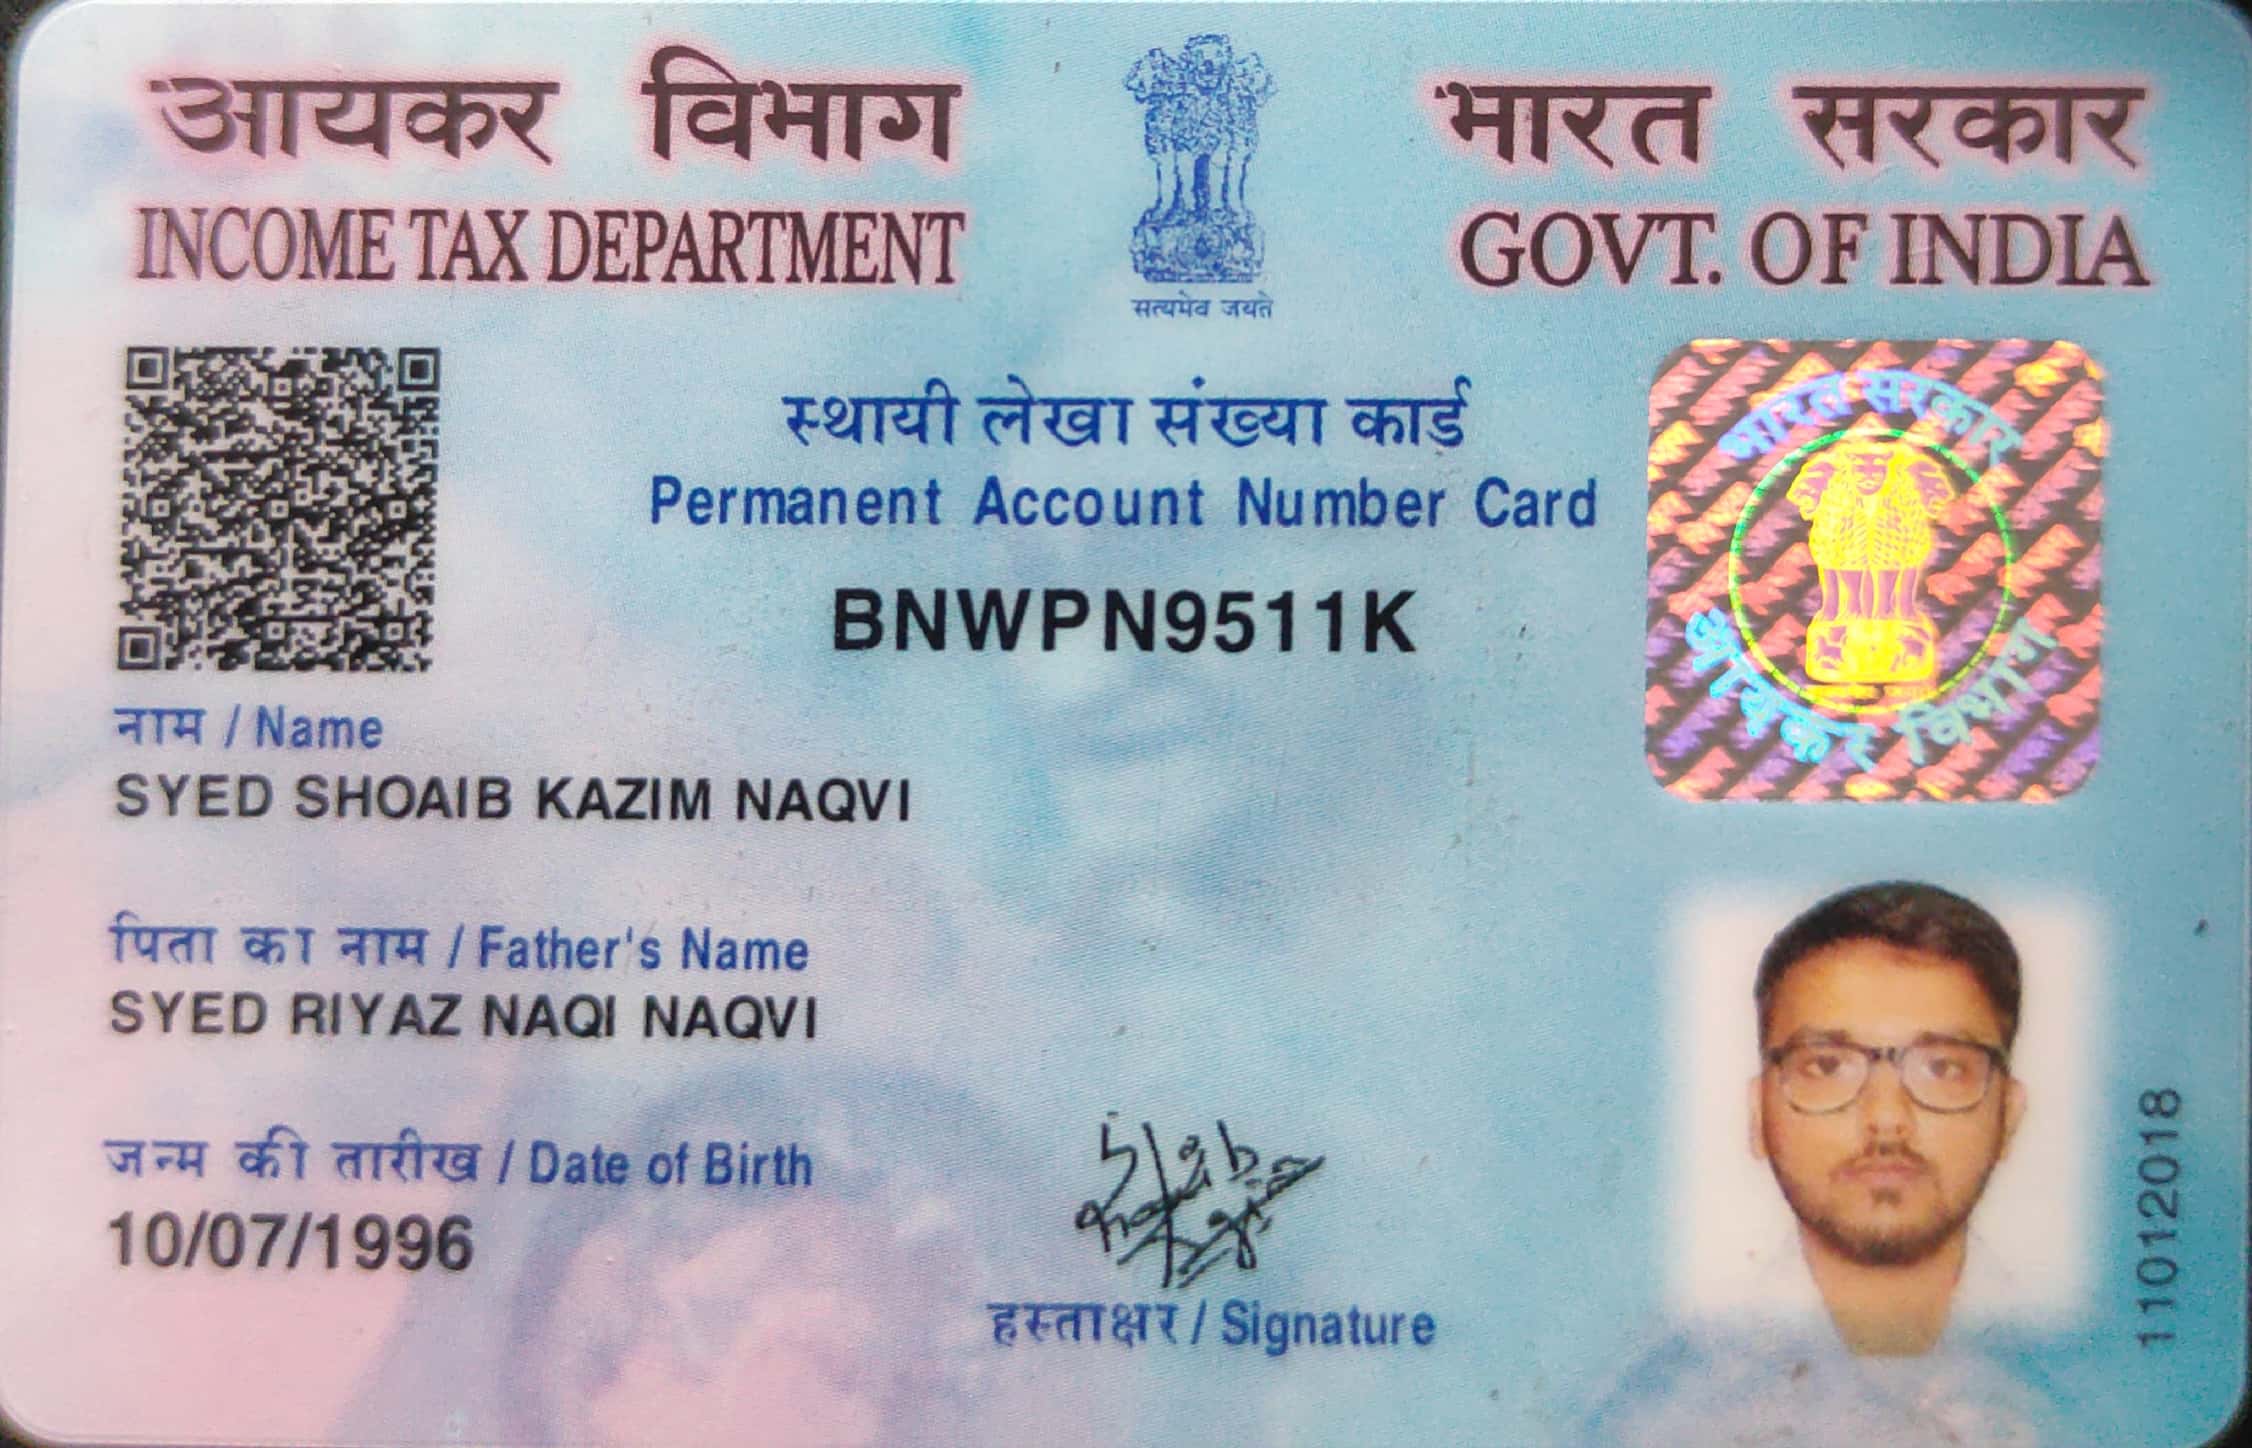 आयकर विभाग
INCOME TAX DEPARTMENT
सत्यमेव जयते
भारत सरकार
GOVT. OF INDIA
स्थायी लेखा संख्या कार्ड
Permanent Account Number Card
BNWPN9511K
भारत सरकार
आयकर विभाग
नाम / Name
SYED SHOAIB KAZIM NAQVI
पिता का नाम / Father's Name
SYED RIYAZ NAQI NAQVI
जन्म की तारीख / Date of Birth
10/07/1996
हस्ताक्षर / Signature
11012018